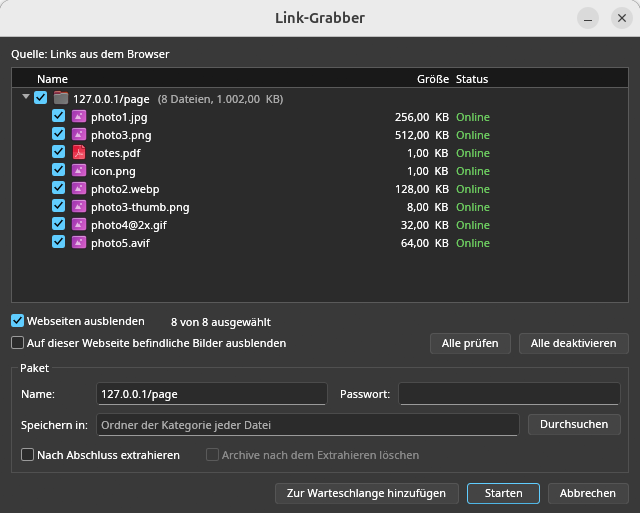 Link-Grabber
Quelle: Links aus dem Browser
Name Größe Status
127.0.0.1/page (8 Dateien, 1.002,00 KB)
photo1.jpg 256,00 KB Online
photo3.png 512,00 KB Online
notes.pdf 1,00 KB Online
icon.png 1,00 KB Online
photo2.webp 128,00 KB Online
photo3-thumb.png 8,00 KB Online
photo4@2x.gif 32,00 KB Online
photo5.avif 64,00 KB Online
Webseiten ausblenden 8 von 8 ausgewählt
Auf dieser Webseite befindliche Bilder ausblenden Alle prüfen Alle deaktivieren
Paket
Name: 127.0.0.1/page Passwort:
Speichern in: Ordner der Kategorie jeder Datei Durchsuchen
Nach Abschluss extrahieren Archive nach dem Extrahieren löschen
Zur Warteschlange hinzufügen Starten Abbrechen